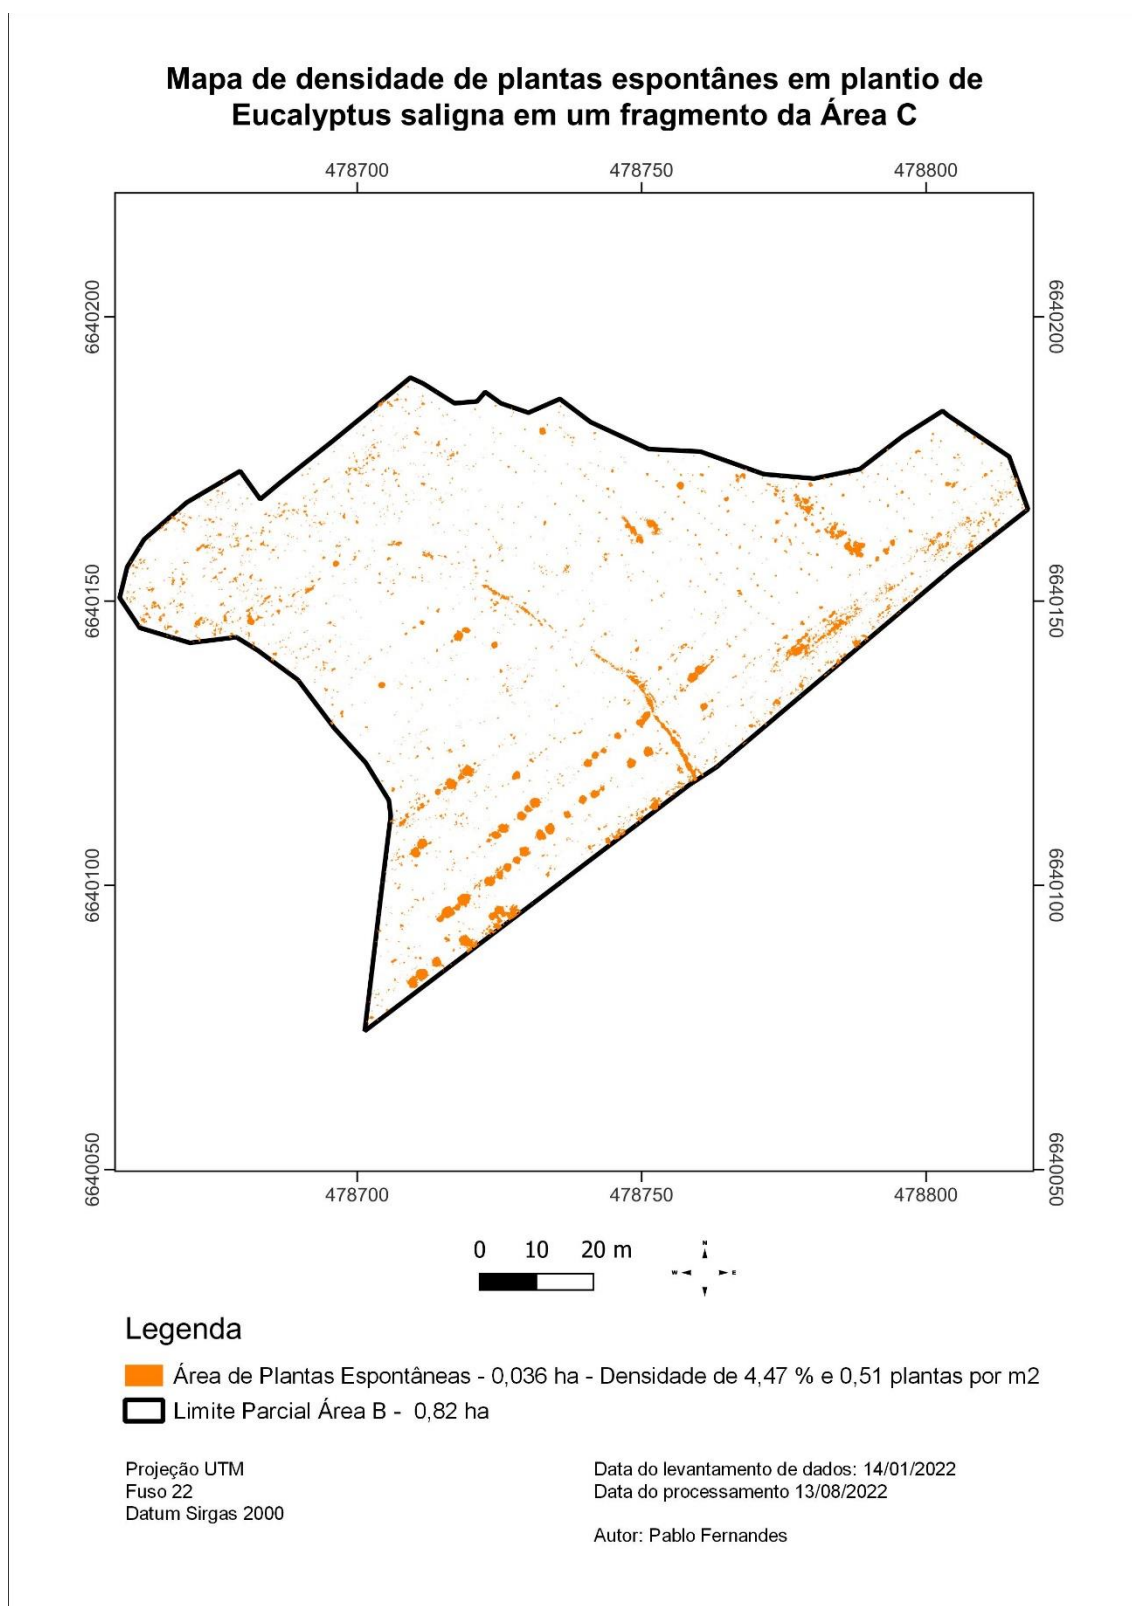 Mapa de densidade de plantas espontânes em plantio de
Eucalyptus saligna em um fragmento da Área C
478700 478750 478800
6640200 6640200
6640150 6640150
6640100 6640100
6640050 6640050
478700 478750 478800
0 10 20 m
N
W E
Legenda
Área de Plantas Espontâneas - 0,036 ha - Densidade de 4,47 % e 0,51 plantas por m2
Limite Parcial Área B - 0,82 ha
Projeção UTM
Fuso 22
Datum Sirgas 2000
Data do levantamento de dados: 14/01/2022
Data do processamento 13/08/2022
Autor: Pablo Fernandes